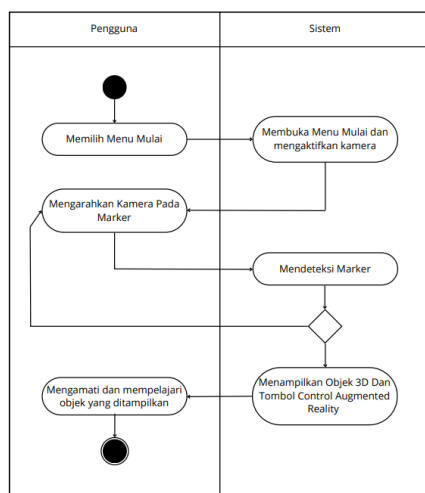 Pengguna
Sistem
Memilih Menu Mulai
Membuka Menu Mulai dan
mengaktifkan kamera
Mengarahkan Kamera Pada
Marker
Mendeteksi Marker
Menampilkan Objek 3D Dan
Tombol Control Augmented
Reality
Mengamati dan mempelajari
objek yang ditampilkan